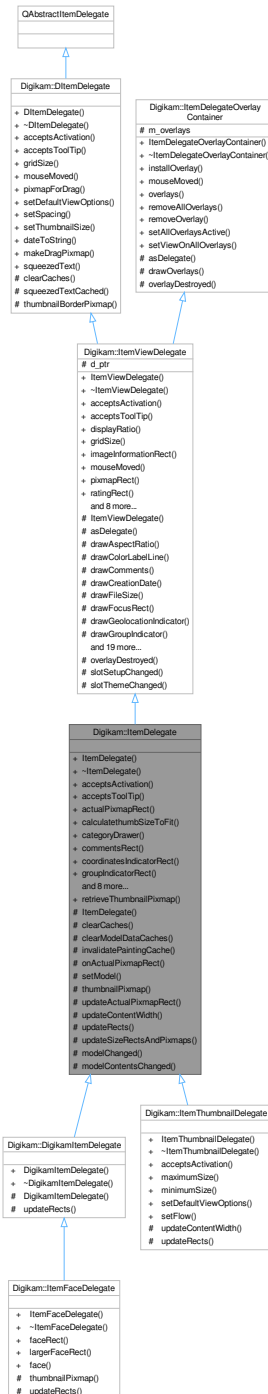 QAbstractItemDelegate
Digikam::DItemDelegate
+ DItemDelegate()
+ ~DItemDelegate()
+ acceptsActivation()
+ acceptsToolTip()
+ gridSize()
+ mouseMoved()
+ pixmapForDrag()
+ setDefaultViewOptions()
+ setSpacing()
+ setThumbnailSize()
+ dateToString()
+ makeDragPixmap()
+ squeezedText()
# clearCaches()
# squeezedTextCached()
# thumbnailBorderPixmap()
Digikam::ItemDelegateOverlay
Container
# m_overlays
+ ItemDelegateOverlayContainer()
+ ~ItemDelegateOverlayContainer()
+ installOverlay()
+ mouseMoved()
+ overlays()
+ removeAllOverlays()
+ removeOverlay()
+ setAllOverlaysActive()
+ setViewOnAllOverlays()
# asDelegate()
# drawOverlays()
# overlayDestroyed()
Digikam::ItemViewDelegate
# d_ptr
+ ItemViewDelegate()
+ ~ItemViewDelegate()
+ acceptsActivation()
+ acceptsToolTip()
+ displayRatio()
+ gridSize()
+ imageInformationRect()
+ mouseMoved()
+ pixmapRect()
+ ratingRect()
and 8 more...
# ItemViewDelegate()
# asDelegate()
# drawAspectRatio()
# drawColorLabelLine()
# drawComments()
# drawCreationDate()
# drawFileSize()
# drawFocusRect()
# drawGeolocationIndicator()
# drawGroupIndicator()
and 19 more...
# overlayDestroyed()
# slotSetupChanged()
# slotThemeChanged()
Digikam::ItemDelegate
+ ItemDelegate()
+ ~ItemDelegate()
+ acceptsActivation()
+ acceptsToolTip()
+ actualPixmapRect()
+ calculatethumbSizeToFit()
+ categoryDrawer()
+ commentsRect()
+ coordinatesIndicatorRect()
+ groupIndicatorRect()
and 8 more...
+ retrieveThumbnailPixmap()
# ItemDelegate()
# clearCaches()
# clearModelDataCaches()
# invalidatePaintingCache()
# onActualPixmapRect()
# setModel()
# thumbnailPixmap()
# updateActualPixmapRect()
# updateContentWidth()
# updateRects()
# updateSizeRectsAndPixmaps()
# modelChanged()
# modelContentsChanged()
Digikam::DigikamItemDelegate
+ DigikamItemDelegate()
+ ~DigikamItemDelegate()
# DigikamItemDelegate()
# updateRects()
Digikam::ItemThumbnailDelegate
+ ItemThumbnailDelegate()
+ ~ItemThumbnailDelegate()
+ acceptsActivation()
+ maximumSize()
+ minimumSize()
+ setDefaultViewOptions()
+ setFlow()
# updateContentWidth()
# updateRects()
Digikam::ItemFaceDelegate
+ ItemFaceDelegate()
+ ~ItemFaceDelegate()
+ faceRect()
+ largerFaceRect()
+ face()
# thumbnailPixmap()
# updateRects()